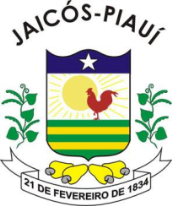 JAICÓS-PIAUÍ
21 DE FEVEREIRO DE 1834